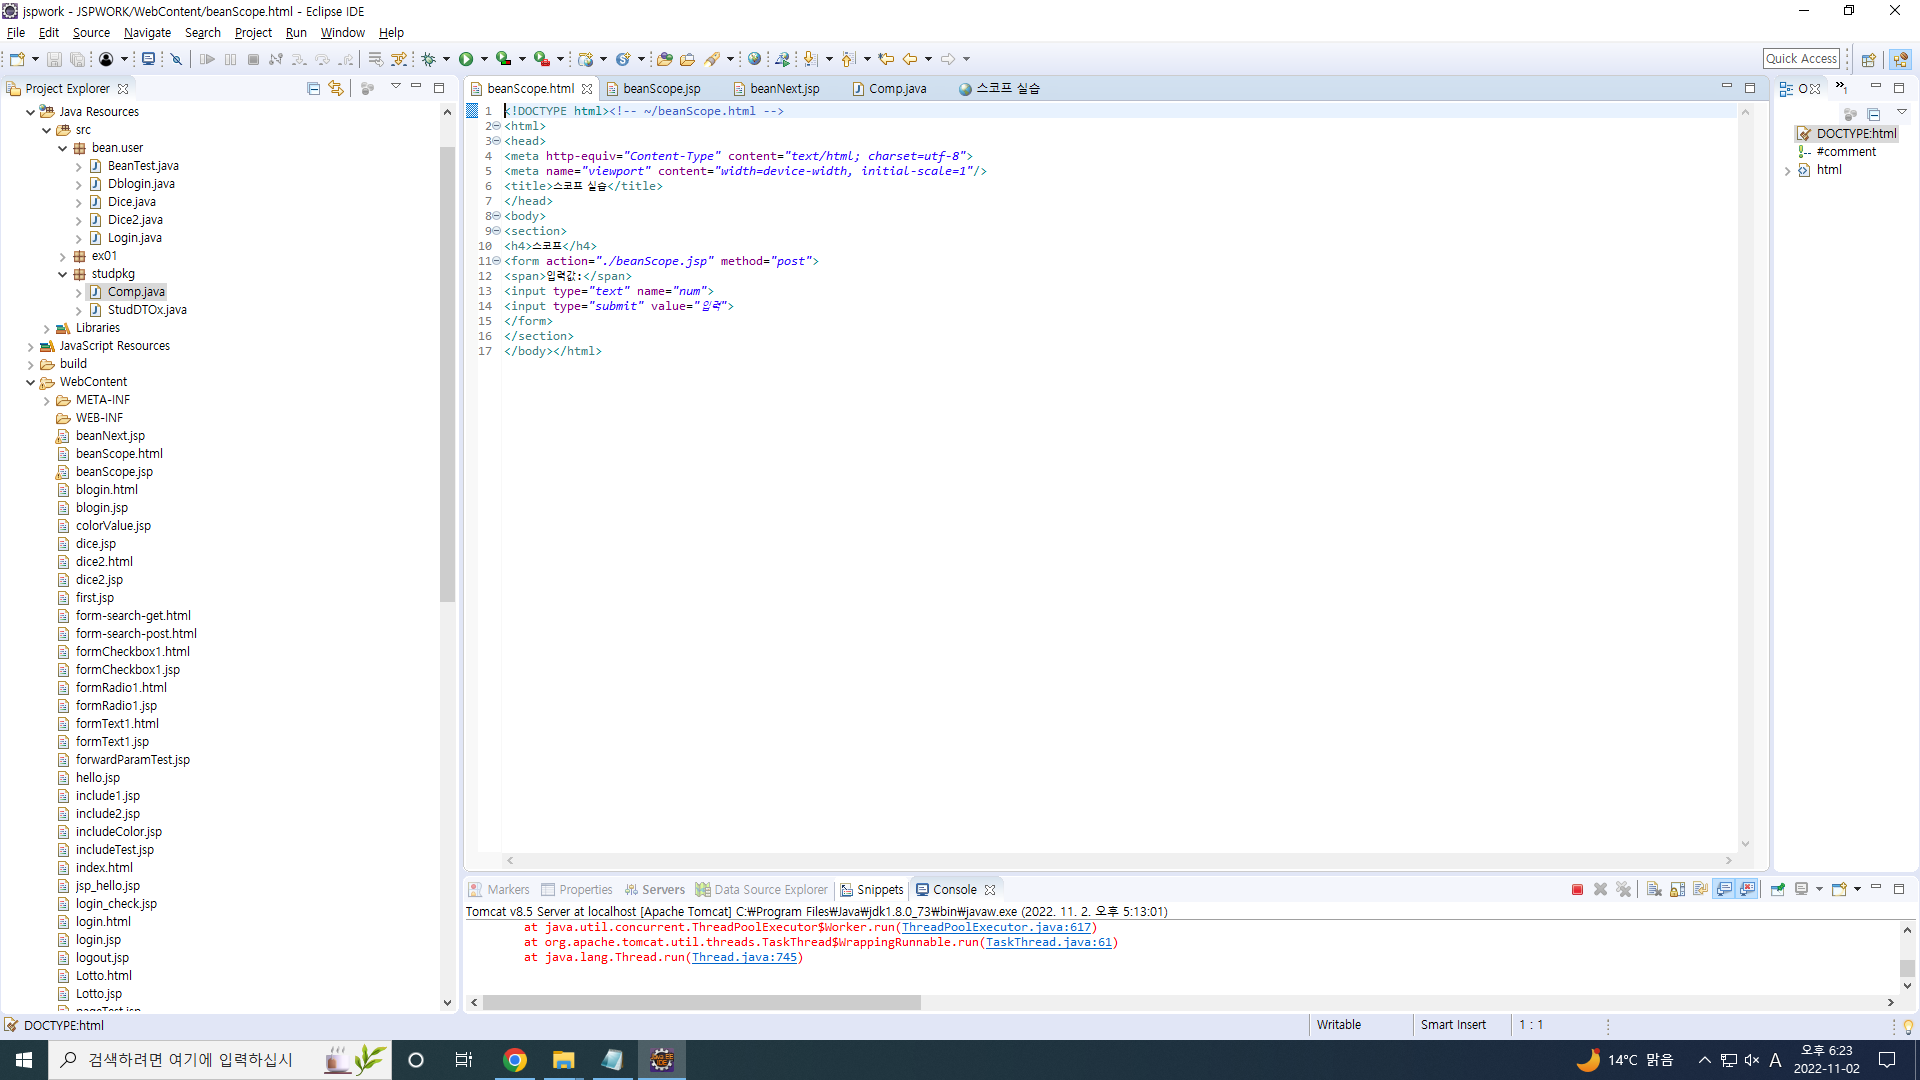 jspwork - JSPWORK/WebContent/beanScope.html - Eclipse IDE
File Edit Source Navigate Search Project Run Window Help
Quick Access
Project Explorer
Java Resources
src
bean.user
BeanTest.java
Dblogin.java
Dice.java
Dice2.java
Login.java
ex01
studpkg
Comp.java
StudDTOx.java
Libraries
JavaScript Resources
build
WebContent
META-INF
WEB-INF
beanNext.jsp
beanScope.html
beanScope.jsp
blogin.html
blogin.jsp
colorValue.jsp
dice.jsp
dice2.html
dice2.jsp
first.jsp
form-search-get.html
form-search-post.html
formCheckbox1.html
formCheckbox1.jsp
formRadio1.html
formRadio1.jsp
formText1.html
formText1.jsp
forwardParamTest.jsp
hello.jsp
include1.jsp
include2.jsp
includeColor.jsp
includeTest.jsp
index.html
jsp_hello.jsp
login_check.jsp
login.html
login.jsp
logout.jsp
Lotto.html
Lotto.jsp
pageTest.jsp
beanScope.html beanScope.jsp beanNext.jsp Comp.java 스코프 실습
1 <!DOCTYPE html><!-- ~/beanScope.html -->
2 <html>
3 <head>
4 <meta http-equiv="Content-Type" content="text/html; charset=utf-8">
5 <meta name="viewport" content="width=device-width, initial-scale=1"/>
6 <title>스코프 실습</title>
7 </head>
8 <body>
9 <section>
10 <h4>스코프</h4>
11 <form action="./beanScope.jsp" method="post">
12 <span>입력값:</span>
13 <input type="text" name="num">
14 <input type="submit" value="입력">
15 </form>
16 </section>
17 </body></html>
O
1
DOCTYPE:html
#comment
html
Markers Properties Servers Data Source Explorer Snippets Console
Tomcat v8.5 Server at localhost [Apache Tomcat] C:₩Program Files₩Java₩jdk1.8.0_73₩bin₩javaw.exe (2022. 11. 2. 오후 5:13:01)
at java.util.concurrent.ThreadPoolExecutor$Worker.run(ThreadPoolExecutor.java:617)
at org.apache.tomcat.util.threads.TaskThread$WrappingRunnable.run(TaskThread.java:61)
at java.lang.Thread.run(Thread.java:745)
DOCTYPE:html
Writable Smart Insert 1 : 1
검색하려면 여기에 입력하십시
14°C 맑음
A
오후 6:23
2022-11-02